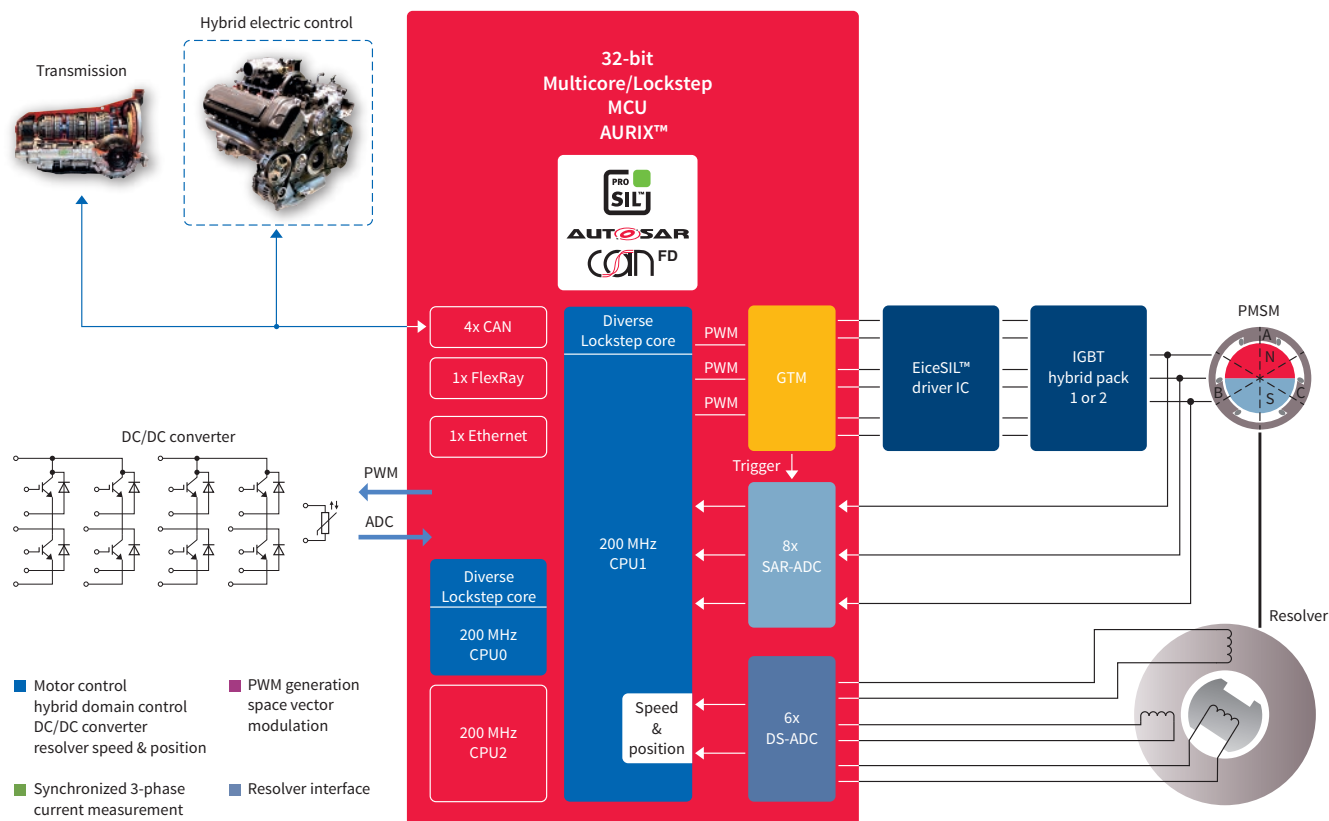 Hybrid electric control
Transmission
32-bit
Multicore/Lockstep
MCU
AURIX™
PRO
SIL™
AUTOSAR
CAN FD
4x CAN
1x FlexRay
1x Ethernet
Diverse
Lockstep core
200 MHz
CPU1
PWM
PWM
PWM
GTM
Trigger
EiceSIL™
driver IC
IGBT
hybrid pack
1 or 2
PMSM
A
N
B
S
C
DC/DC converter
PWM
ADC
Diverse
Lockstep core
200 MHz
CPU0
200 MHz
CPU2
8x
SAR-ADC
Speed
&
position
6x
DS-ADC
Resolver
Motor control
hybrid domain control
DC/DC converter
resolver speed & position
PWM generation
space vector
modulation
Synchronized 3-phase
current measurement
Resolver interface